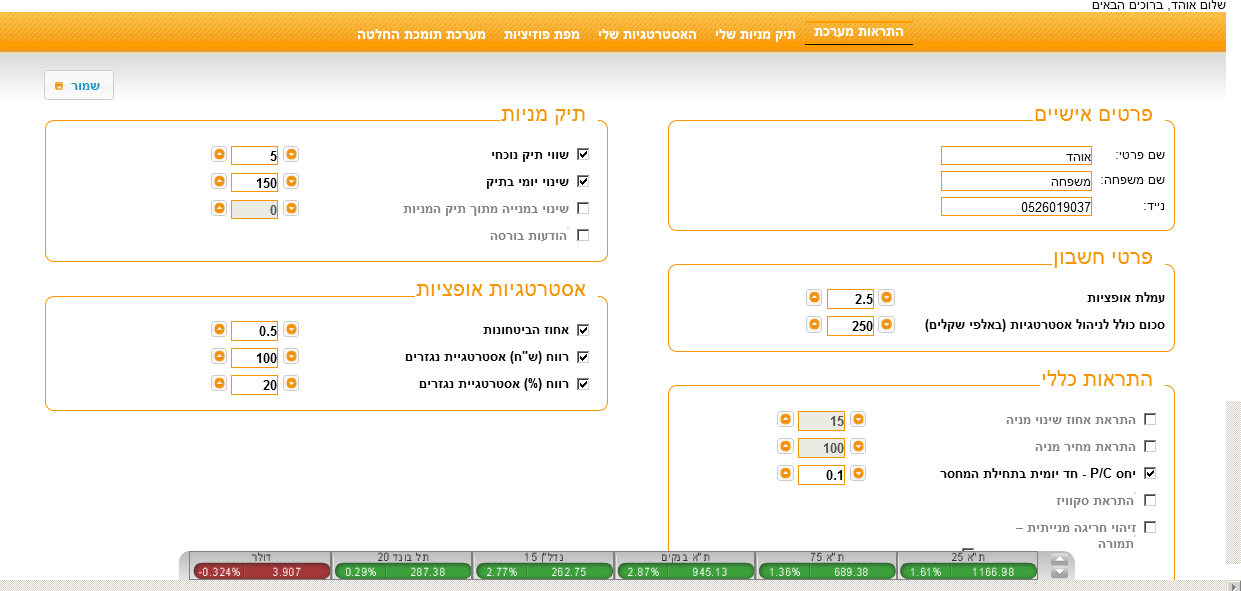 שלום אוהד, ברוכים הבאים
התראות מערכת
תיק מניות שלי
האסטרטגיות שלי
מפת פוזיציות
מערכת תומכת החלטה
שמור
פרטים אישיים
שם פרטי: אוהד
שם משפחה: משפחה
נייד: 0526019037
פרטי חשבון
עמלת אופציות 2.5
סכום כולל לניהול אסטרטגיות (באלפי שקלים) 250
התראות כללי
התראת אחוז שינוי מניה 15
התראת מחיר מניה 100
יחס P/C - חד יומית בתחילת המסחר 0.1
התראת סקוויז
זיהוי חריגה מנייתית –
תמורה
תיק מניות
שווי תיק נוכחי 5
שינוי יומי בתיק 150
שינוי במנייה מתוך תיק המניות 0
הודעות בורסה
אסטרטגיות אופציות
אחוז הביטחונות 0.5
רווח (ש"ח) אסטרטגיית נגזרים 100
רווח (%) אסטרטגיית נגזרים 20
ת"א 25
1166.98 1.61%
ת"א 75
689.38 1.36%
ת"א בנקים
945.13 2.87%
נדל"ן 15
262.75 2.77%
תל בונד 20
287.38 0.29%
דולר
3.907 -0.324%